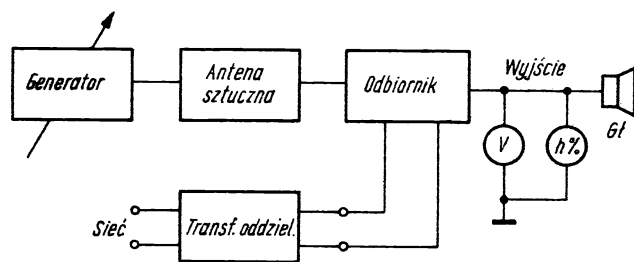 Generator
Antena
sztuczna
Odbiornik
Wyjście
Gł
V
h%
Sieć
Transf. oddziel.